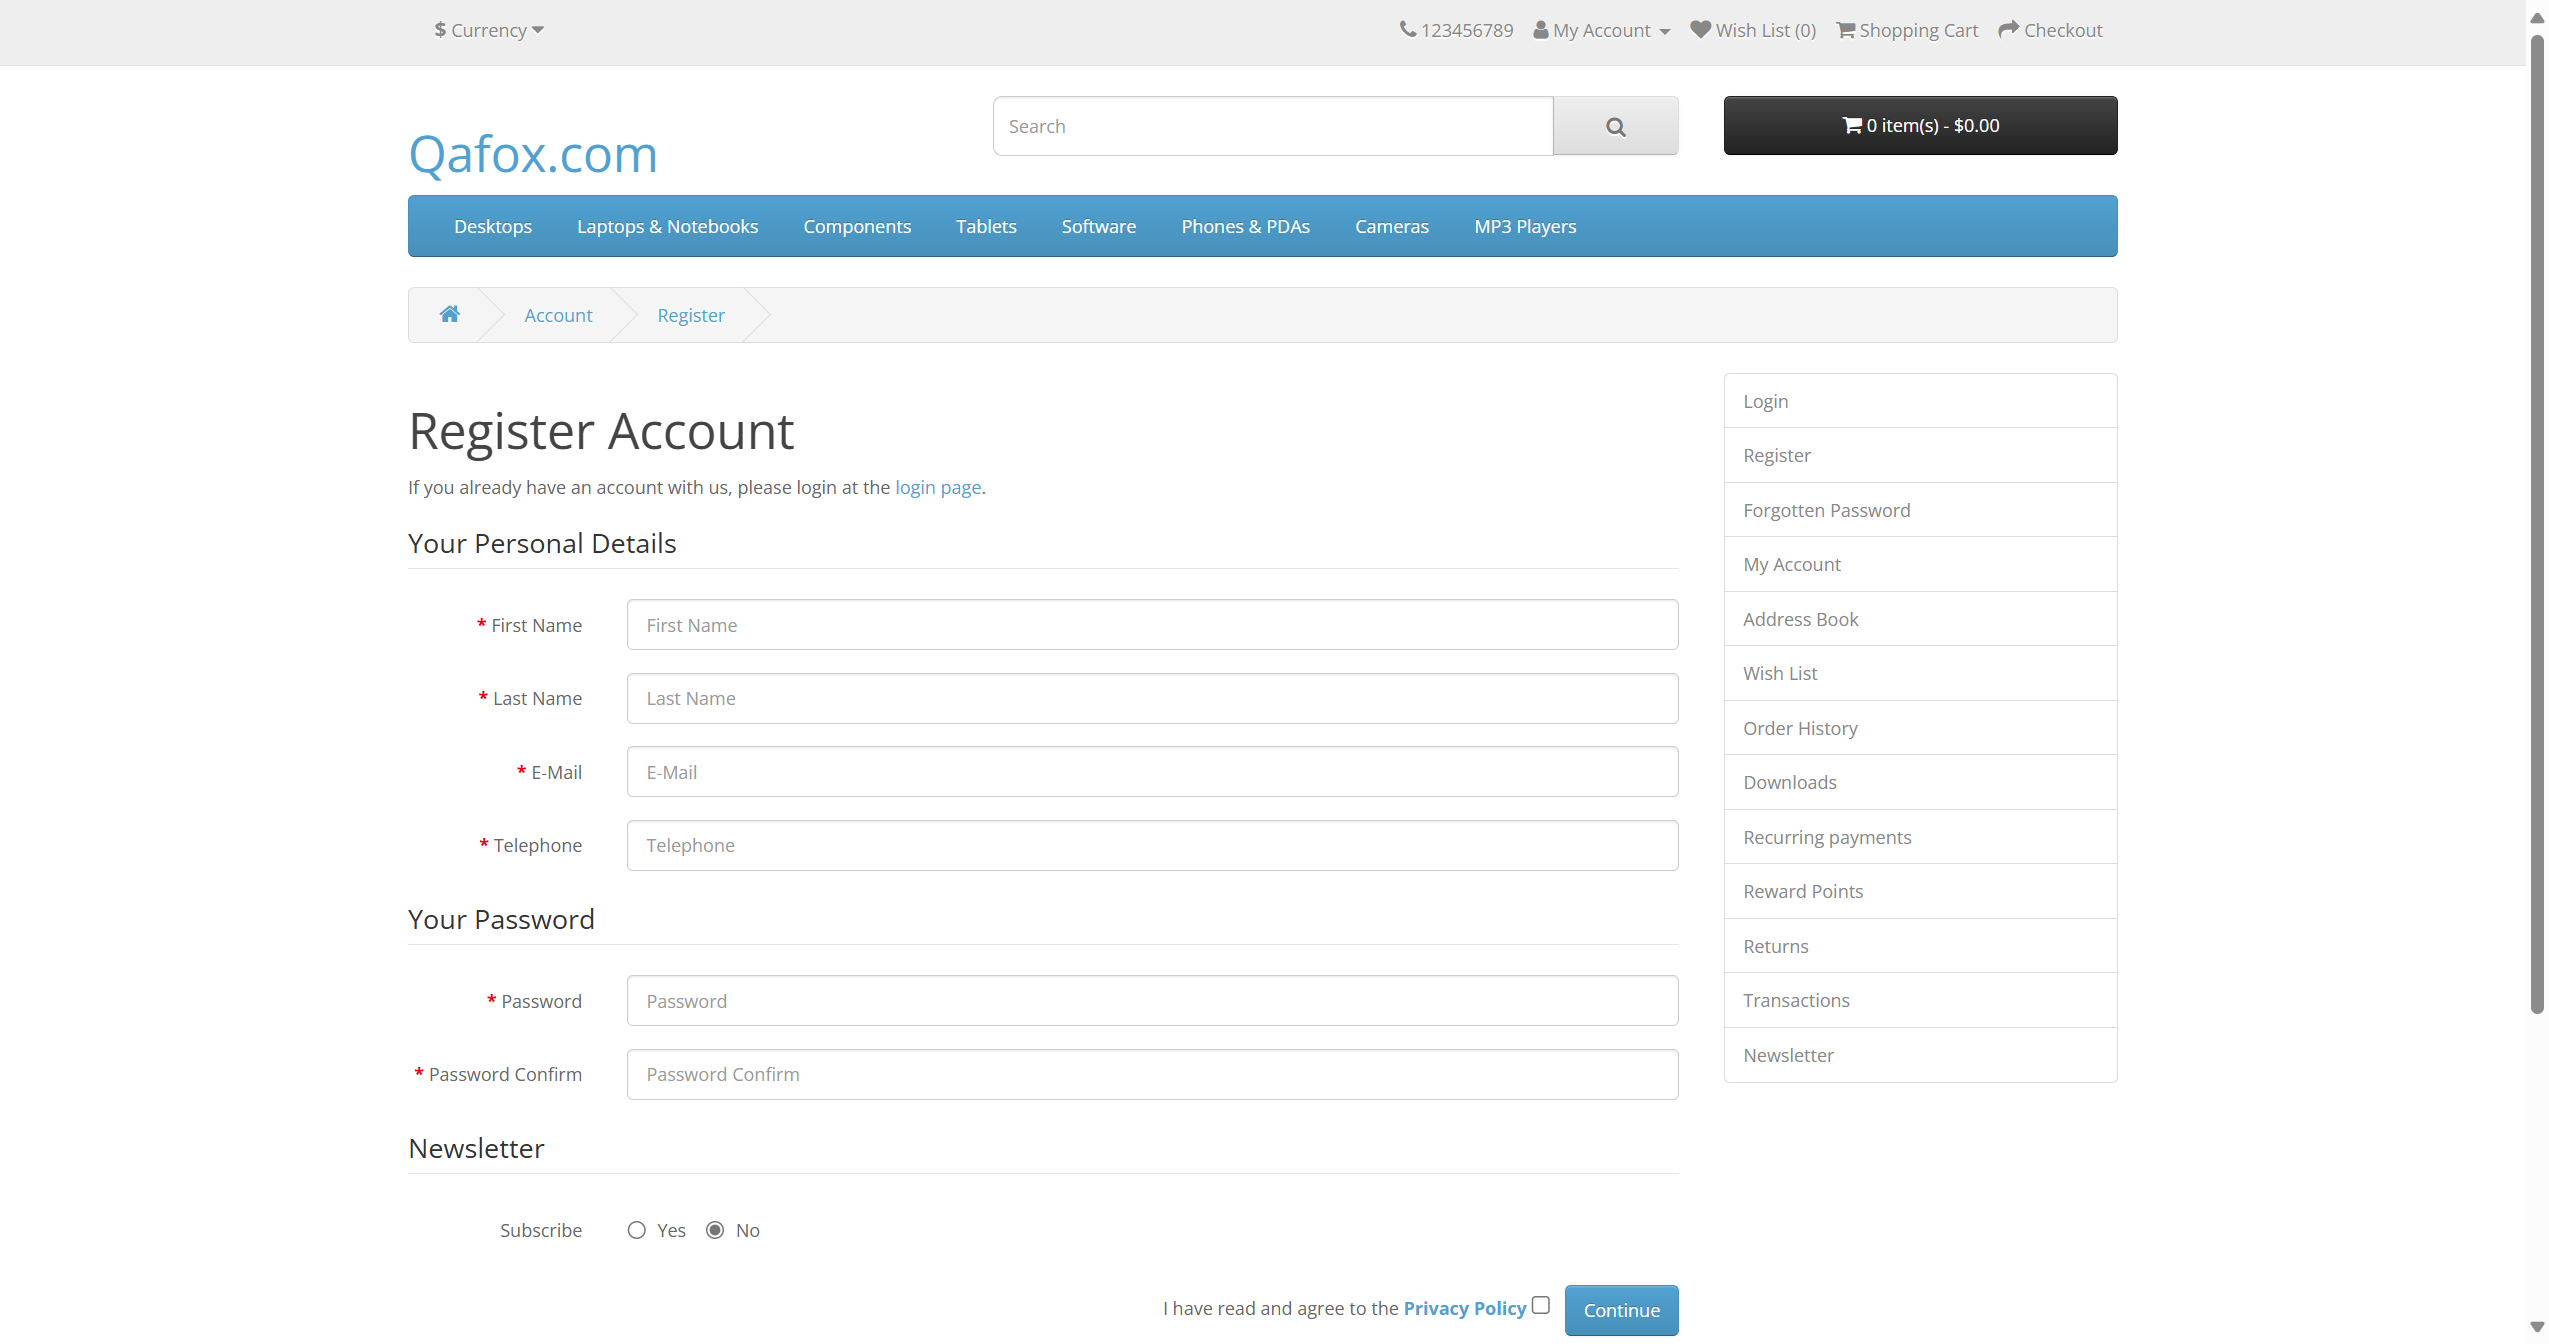 $ Currency
123456789 My Account Wish List (0) Shopping Cart Checkout
Qafox.com
Search
0 item(s) - $0.00
Desktops Laptops & Notebooks Components Tablets Software Phones & PDAs Cameras MP3 Players
Account Register
Register Account
If you already have an account with us, please login at the login page.
Your Personal Details
* First Name First Name
* Last Name Last Name
* E-Mail E-Mail
* Telephone Telephone
Your Password
* Password Password
* Password Confirm Password Confirm
Newsletter
Subscribe Yes No
I have read and agree to the Privacy Policy Continue
Login
Register
Forgotten Password
My Account
Address Book
Wish List
Order History
Downloads
Recurring payments
Reward Points
Returns
Transactions
Newsletter